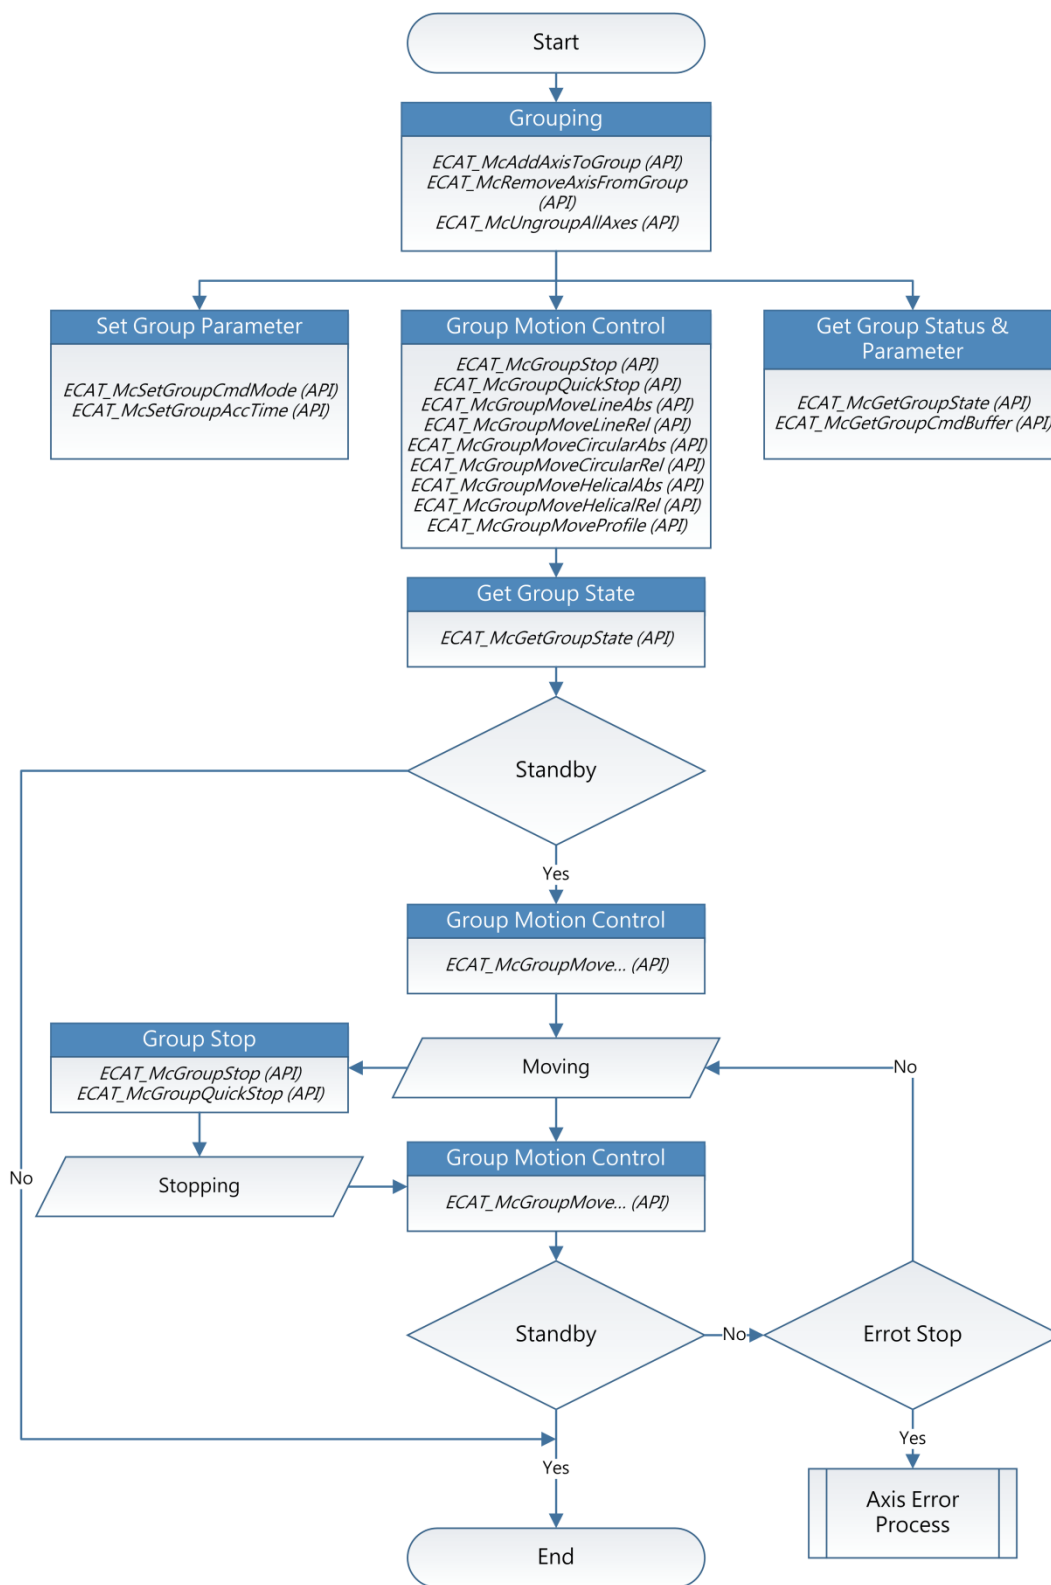 Start
Grouping
ECAT_McAddAxisToGroup (API)
ECAT_McRemoveAxisFromGroup
(API)
ECAT_McUngroupAllAxes (API)
Set Group Parameter
ECAT_McSetGroupCmdMode (API)
ECAT_McSetGroupAccTime (API)
Group Motion Control
ECAT_McGroupStop (API)
ECAT_McGroupQuickStop (API)
ECAT_McGroupMoveLineAbs (API)
ECAT_McGroupMoveLineRel (API)
ECAT_McGroupMoveCircularAbs (API)
ECAT_McGroupMoveCircularRel (API)
ECAT_McGroupMoveHelicalAbs (API)
ECAT_McGroupMoveHelicalRel (API)
ECAT_McGroupMoveProfile (API)
Get Group Status &
Parameter
ECAT_McGetGroupState (API)
ECAT_McGetGroupCmdBuffer (API)
Get Group State
ECAT_McGetGroupState (API)
Standby
Yes
Group Motion Control
ECAT_McGroupMove... (API)
Group Stop
ECAT_McGroupStop (API)
ECAT_McGroupQuickStop (API)
Moving
No
No
Stopping
Group Motion Control
ECAT_McGroupMove... (API)
Standby
No
Errot Stop
Yes
Yes
Axis Error
Process
End